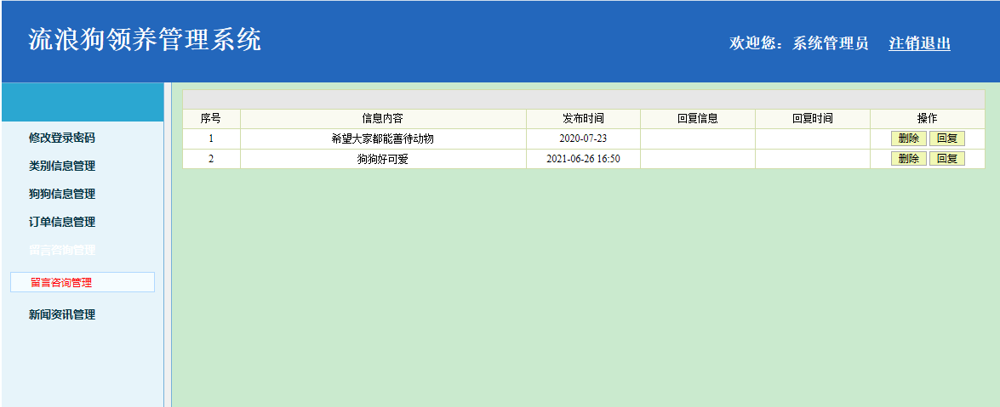 流浪狗领养管理系统
欢迎您：系统管理员 注销退出
修改登录密码
类别信息管理
狗狗信息管理
订单信息管理
留言咨询管理
留言咨询管理
新闻资讯管理
序号 信息内容 发布时间 回复信息 回复时间 操作
1 希望大家都能善待动物 2020-07-23 删除 回复
2 狗狗好可爱 2021-06-26 16:50 删除 回复